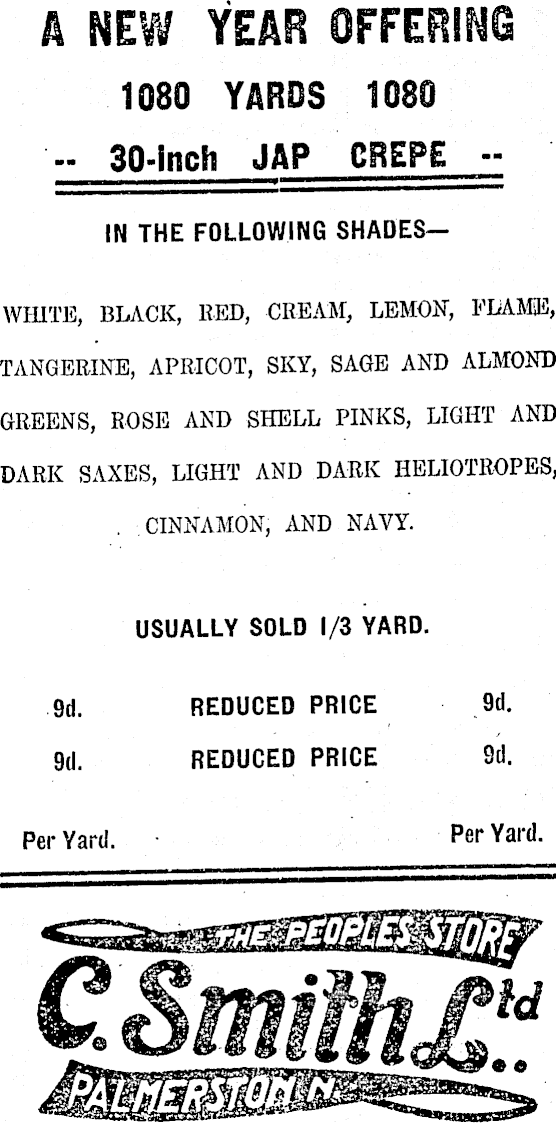 A NEW YEAR OFFERING
1080 YARDS 1080
-- 30-inch JAP CREPE --
IN THE FOLLOWING SHADES—
WHITE, BLACK, RED, CREAM, LEMON, FLAME,
TANGERINE, APRICOT, SKY, SAGE AND ALMOND
GREENS, ROSE AND SHELL PINKS, LIGHT AND
DARK SAXES, LIGHT AND DARK HELIOTROPES,
CINNAMON, AND NAVY.
USUALLY SOLD 1/3 YARD.
9d. REDUCED PRICE 9d.
9d. REDUCED PRICE 9d.
Per Yard. Per Yard.
THE PEOPLES STORE
C. Smith Ltd..
PALMERSTON N.